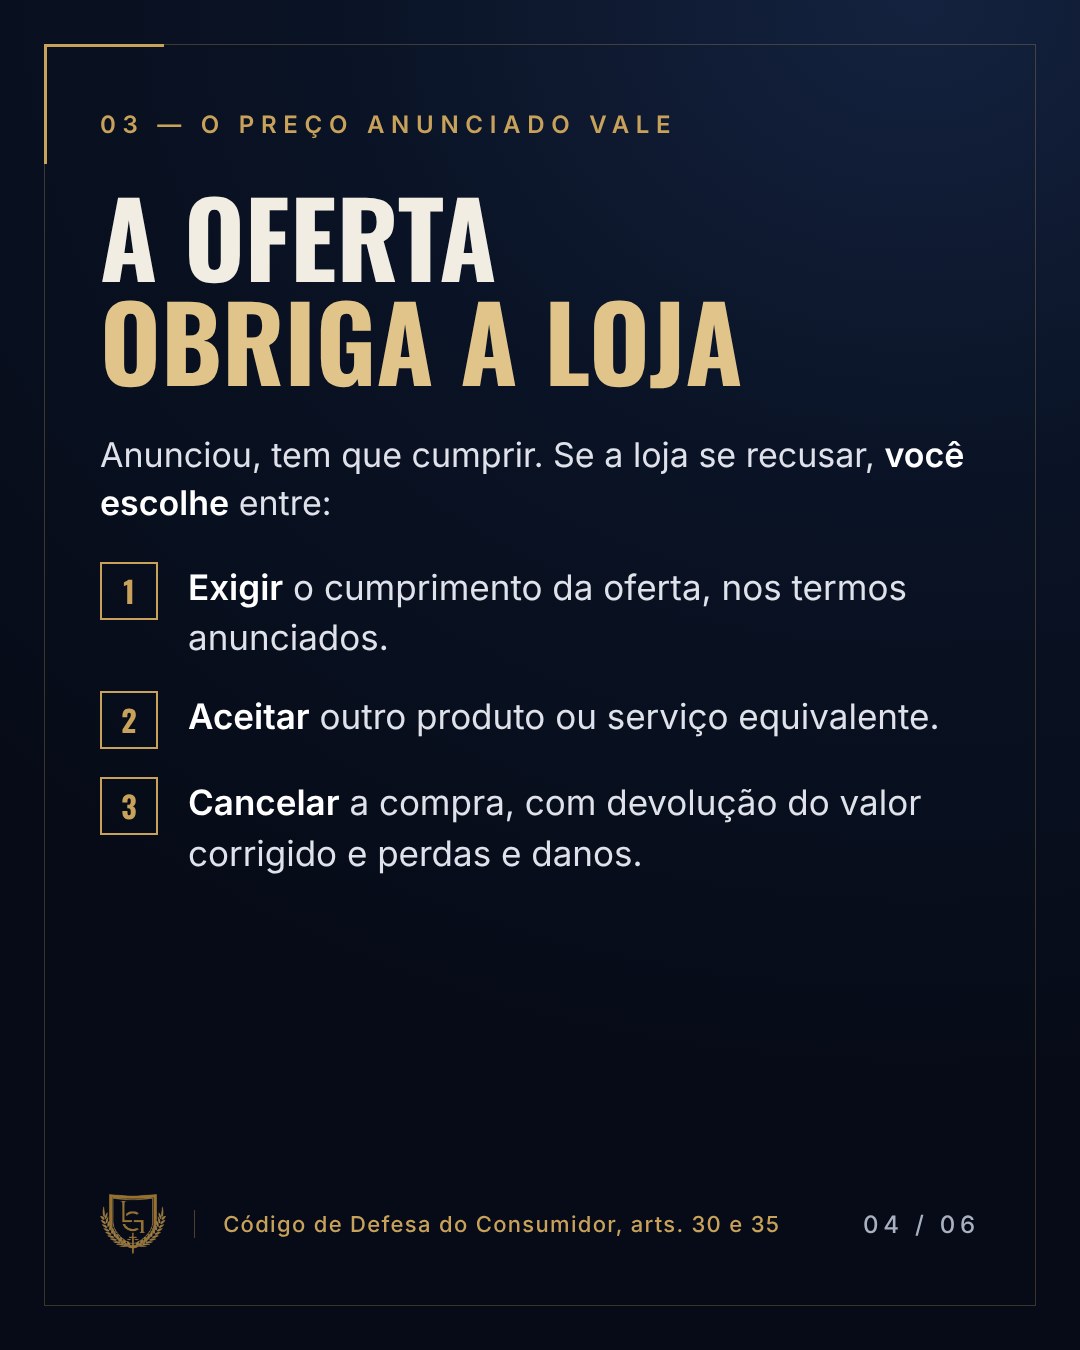 03 — O PREÇO ANUNCIADO VALE
A OFERTA
OBRIGA A LOJA
Anunciou, tem que cumprir. Se a loja se recusar, você
escolhe entre:
1 Exigir o cumprimento da oferta, nos termos
anunciados.
2 Aceitar outro produto ou serviço equivalente.
3 Cancelar a compra, com devolução do valor
corrigido e perdas e danos.
LG Código de Defesa do Consumidor, arts. 30 e 35 04 / 06